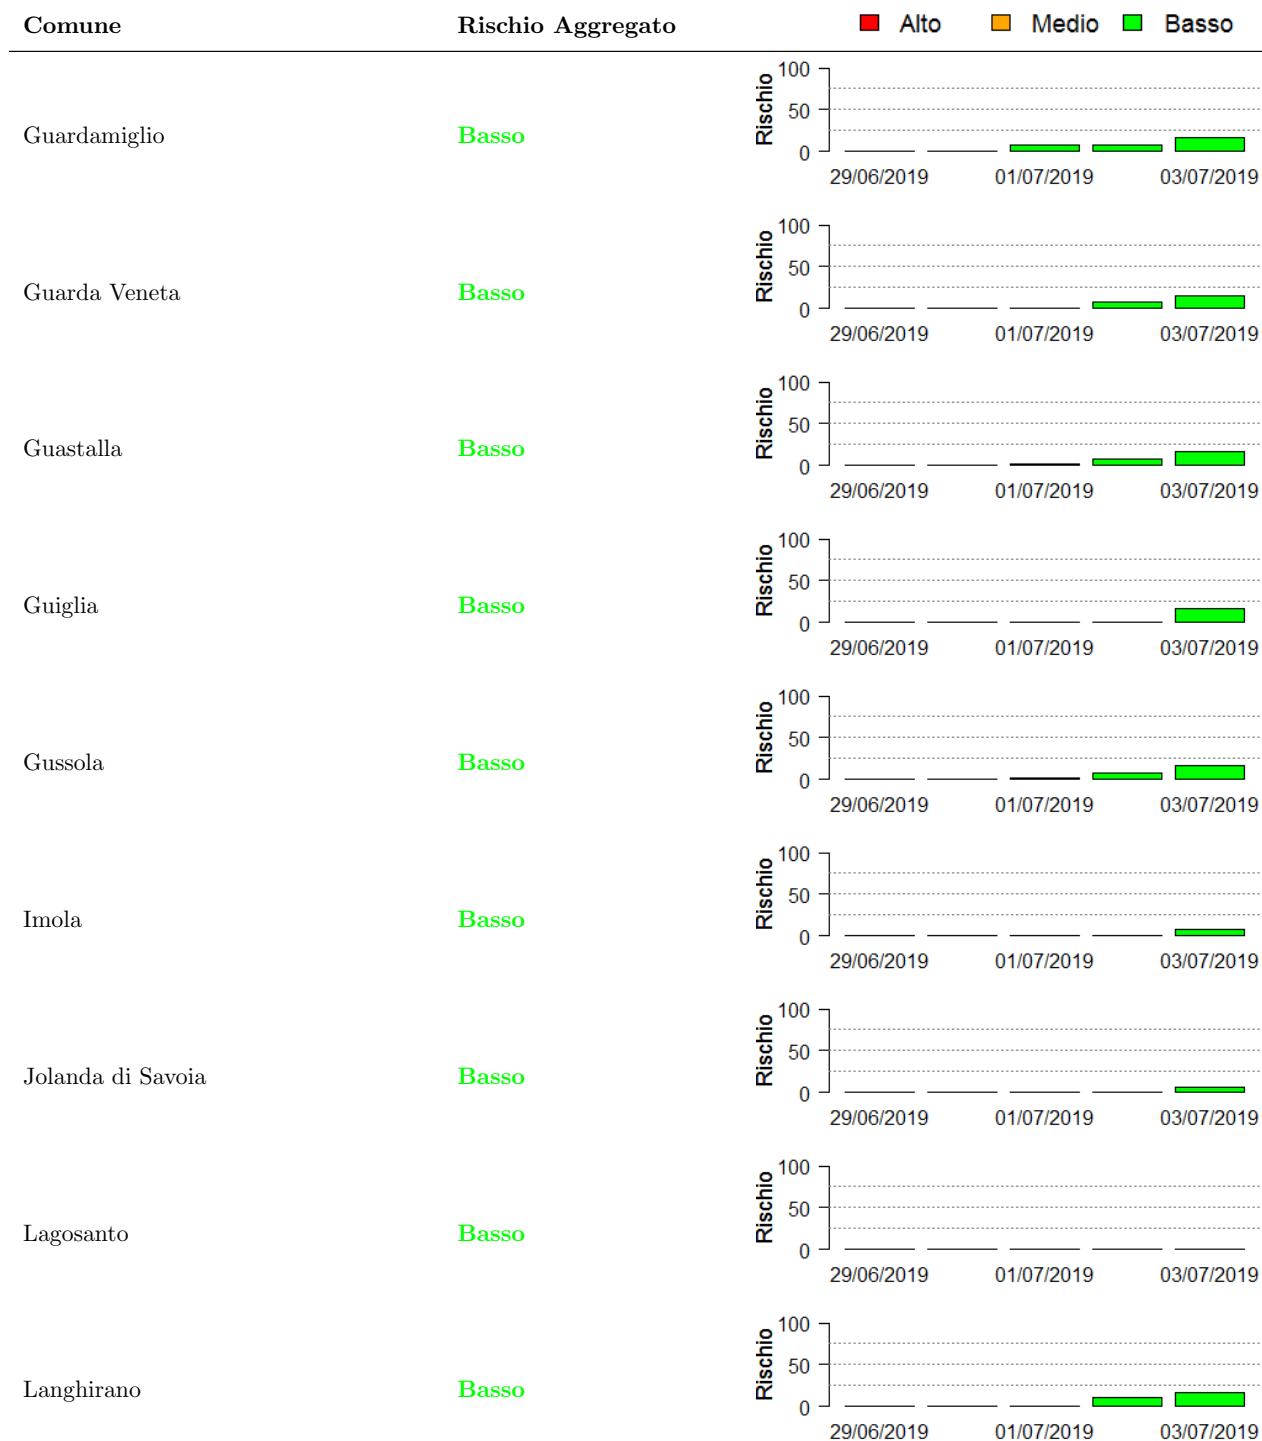 Comune Rischio Aggregato Alto Medio Basso
100
50
0
Rischio
Guardamiglio Basso
29/06/2019 01/07/2019 03/07/2019
100
50
0
Rischio
Guarda Veneta Basso
29/06/2019 01/07/2019 03/07/2019
100
50
0
Rischio
Guastalla Basso
29/06/2019 01/07/2019 03/07/2019
100
50
0
Rischio
Guiglia Basso
29/06/2019 01/07/2019 03/07/2019
100
50
0
Rischio
Gussola Basso
29/06/2019 01/07/2019 03/07/2019
100
50
0
Rischio
Imola Basso
29/06/2019 01/07/2019 03/07/2019
100
50
0
Rischio
Jolanda di Savoia Basso
29/06/2019 01/07/2019 03/07/2019
100
50
0
Rischio
Lagosanto Basso
29/06/2019 01/07/2019 03/07/2019
100
50
0
Rischio
Langhirano Basso
29/06/2019 01/07/2019 03/07/2019